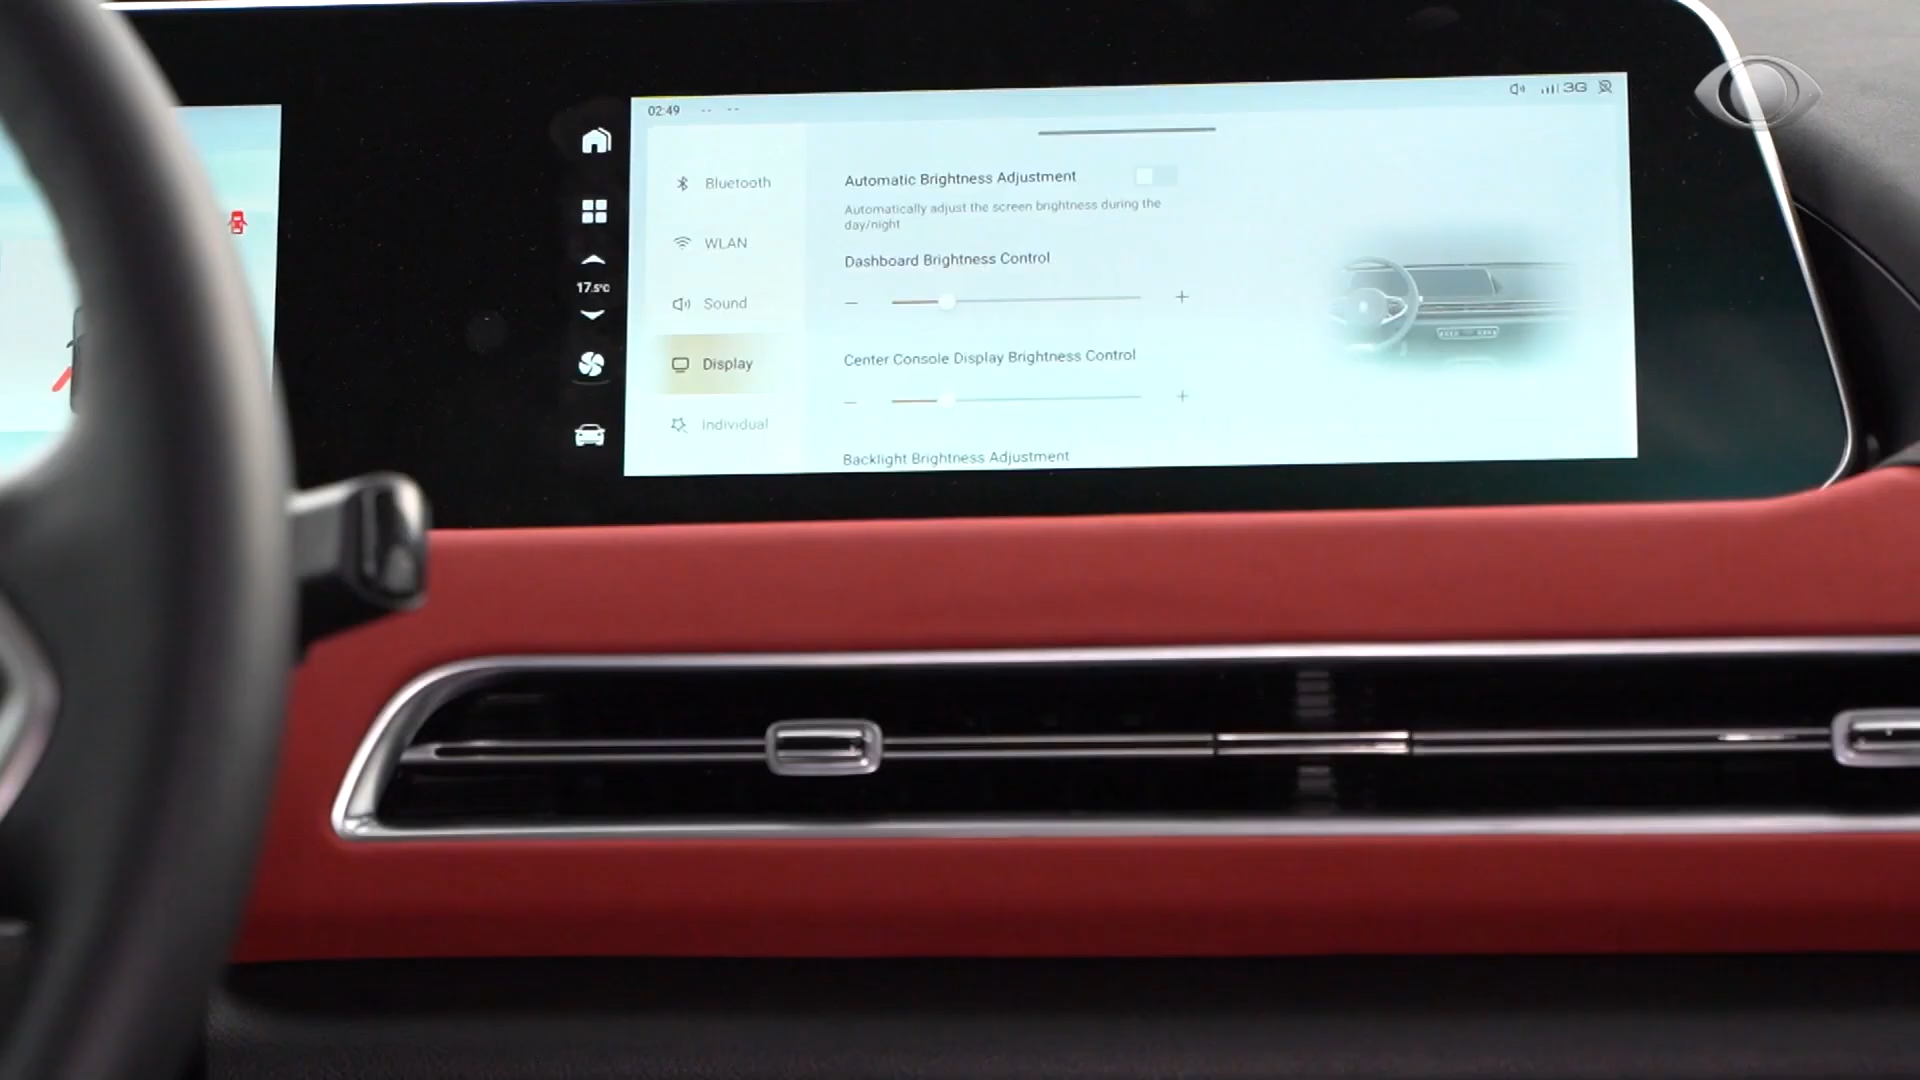 02:49 -- --
3G
Bluetooth
WLAN
Sound
Display
Individual
17.5°C
Automatic Brightness Adjustment
Automatically adjust the screen brightness during the
day/night
Dashboard Brightness Control
− +
Center Console Display Brightness Control
− +
Backlight Brightness Adjustment